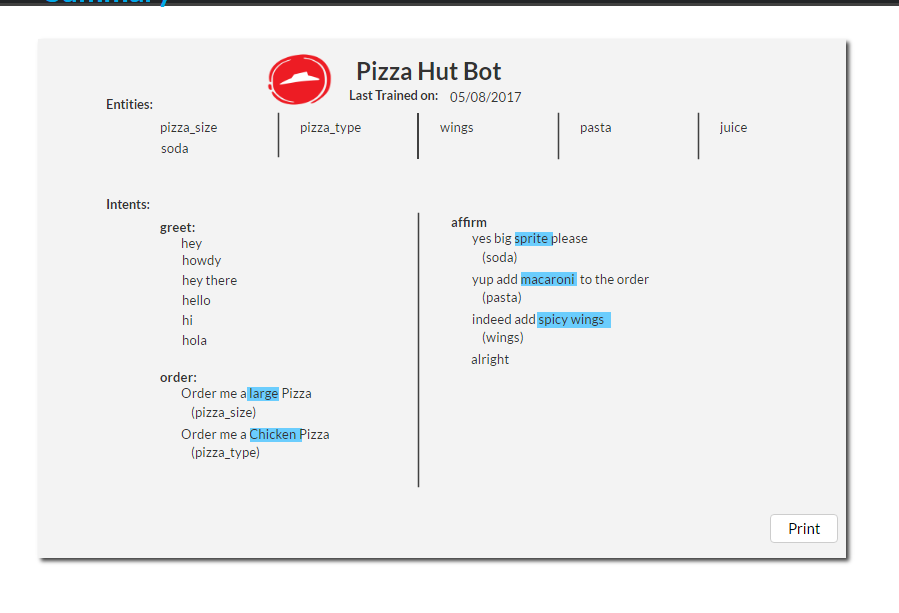 Summary
Pizza Hut Bot
Last Trained on: 05/08/2017
Entities:
pizza_size pizza_type wings pasta juice
soda
Intents:
greet:
hey
howdy
hey there
hello
hi
hola
order:
Order me a large Pizza
(pizza_size)
Order me a Chicken Pizza
(pizza_type)
affirm
yes big sprite please
(soda)
yup add macaroni to the order
(pasta)
indeed add spicy wings
(wings)
alright
Print